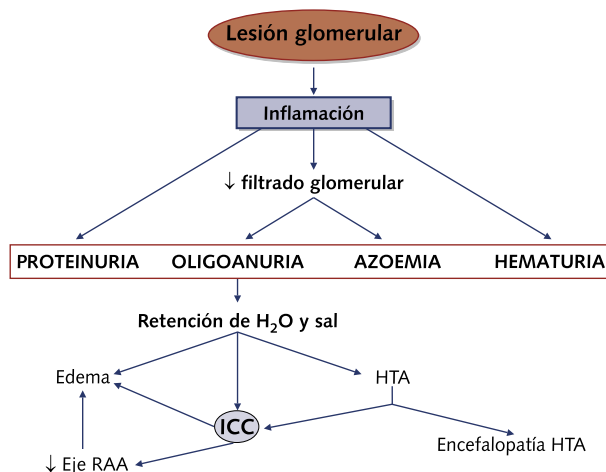 Lesión glomerular
Inflamación
↓ filtrado glomerular
PROTEINURIA OLIGOANURIA AZOEMIA HEMATURIA
Retención de H₂O y sal
Edema HTA
ICC
Encefalopatía HTA
↓ Eje RAA